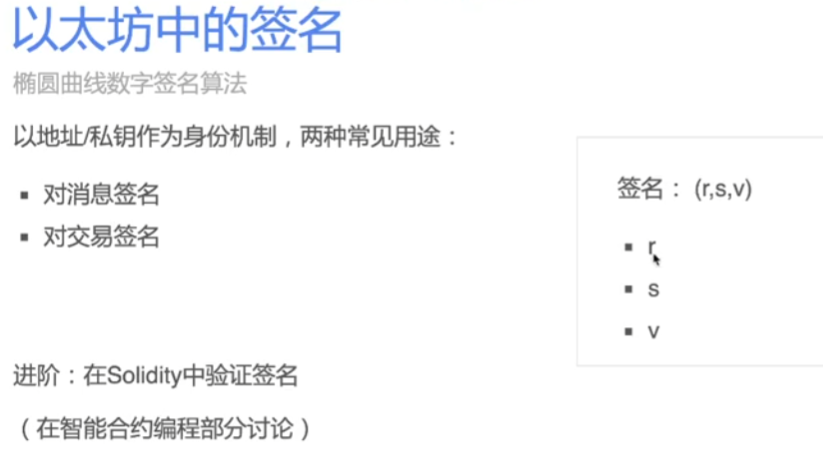 以太坊中的签名
椭圆曲线数字签名算法
以地址/私钥作为身份机制，两种常见用途：
▪ 对消息签名
▪ 对交易签名
签名： (r,s,v)
▪ r
▪ s
▪ v
进阶：在Solidity中验证签名
（在智能合约编程部分讨论）